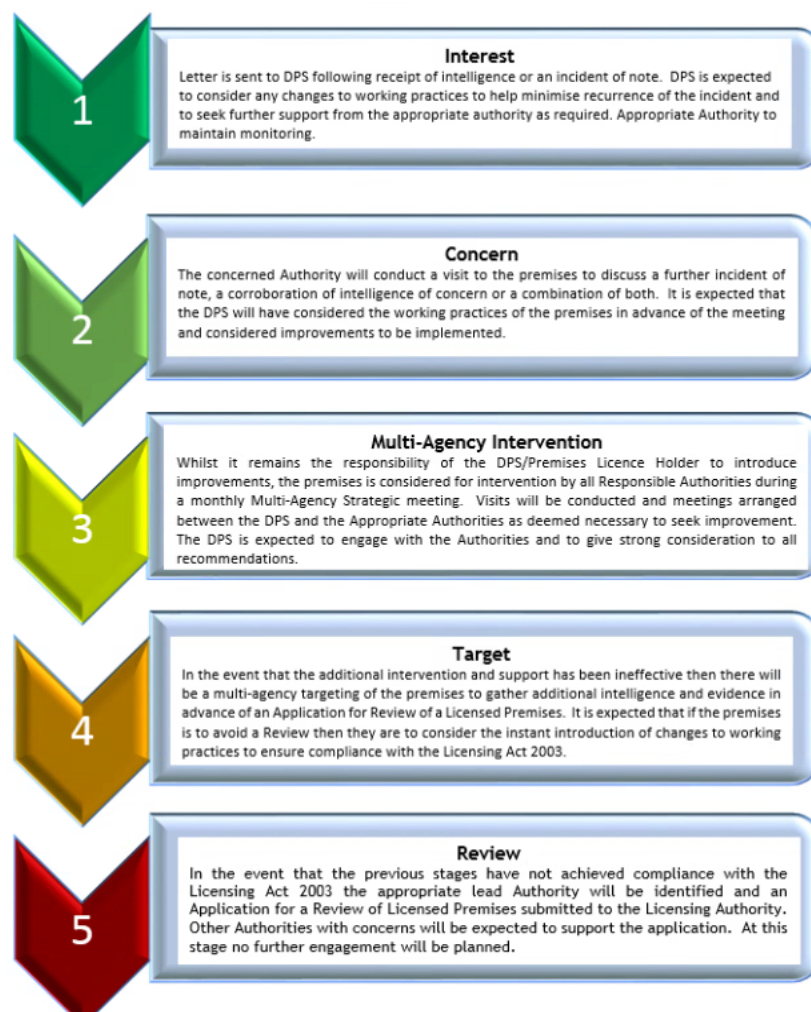 1
Interest
Letter is sent to DPS following receipt of intelligence or an incident of note. DPS is expected
to consider any changes to working practices to help minimise recurrence of the incident and
to seek further support from the appropriate authority as required. Appropriate Authority to
maintain monitoring.
2
Concern
The concerned Authority will conduct a visit to the premises to discuss a further incident of
note, a corroboration of intelligence of concern or a combination of both. It is expected that
the DPS will have considered the working practices of the premises in advance of the meeting
and considered improvements to be implemented.
3
Multi-Agency Intervention
Whilst it remains the responsibility of the DPS/Premises Licence Holder to introduce
improvements, the premises is considered for intervention by all Responsible Authorities during
a monthly Multi-Agency Strategic meeting. Visits will be conducted and meetings arranged
between the DPS and the Appropriate Authorities as deemed necessary to seek improvement.
The DPS is expected to engage with the Authorities and to give strong consideration to all
recommendations.
4
Target
In the event that the additional intervention and support has been ineffective then there will
be a multi-agency targeting of the premises to gather additional intelligence and evidence in
advance of an Application for Review of a Licensed Premises. It is expected that if the premises
is to avoid a Review then they are to consider the instant introduction of changes to working
practices to ensure compliance with the Licensing Act 2003.
5
Review
In the event that the previous stages have not achieved compliance with the
Licensing Act 2003 the appropriate lead Authority will be identified and an
Application for a Review of Licensed Premises submitted to the Licensing Authority.
Other Authorities with concerns will be expected to support the application. At this
stage no further engagement will be planned.